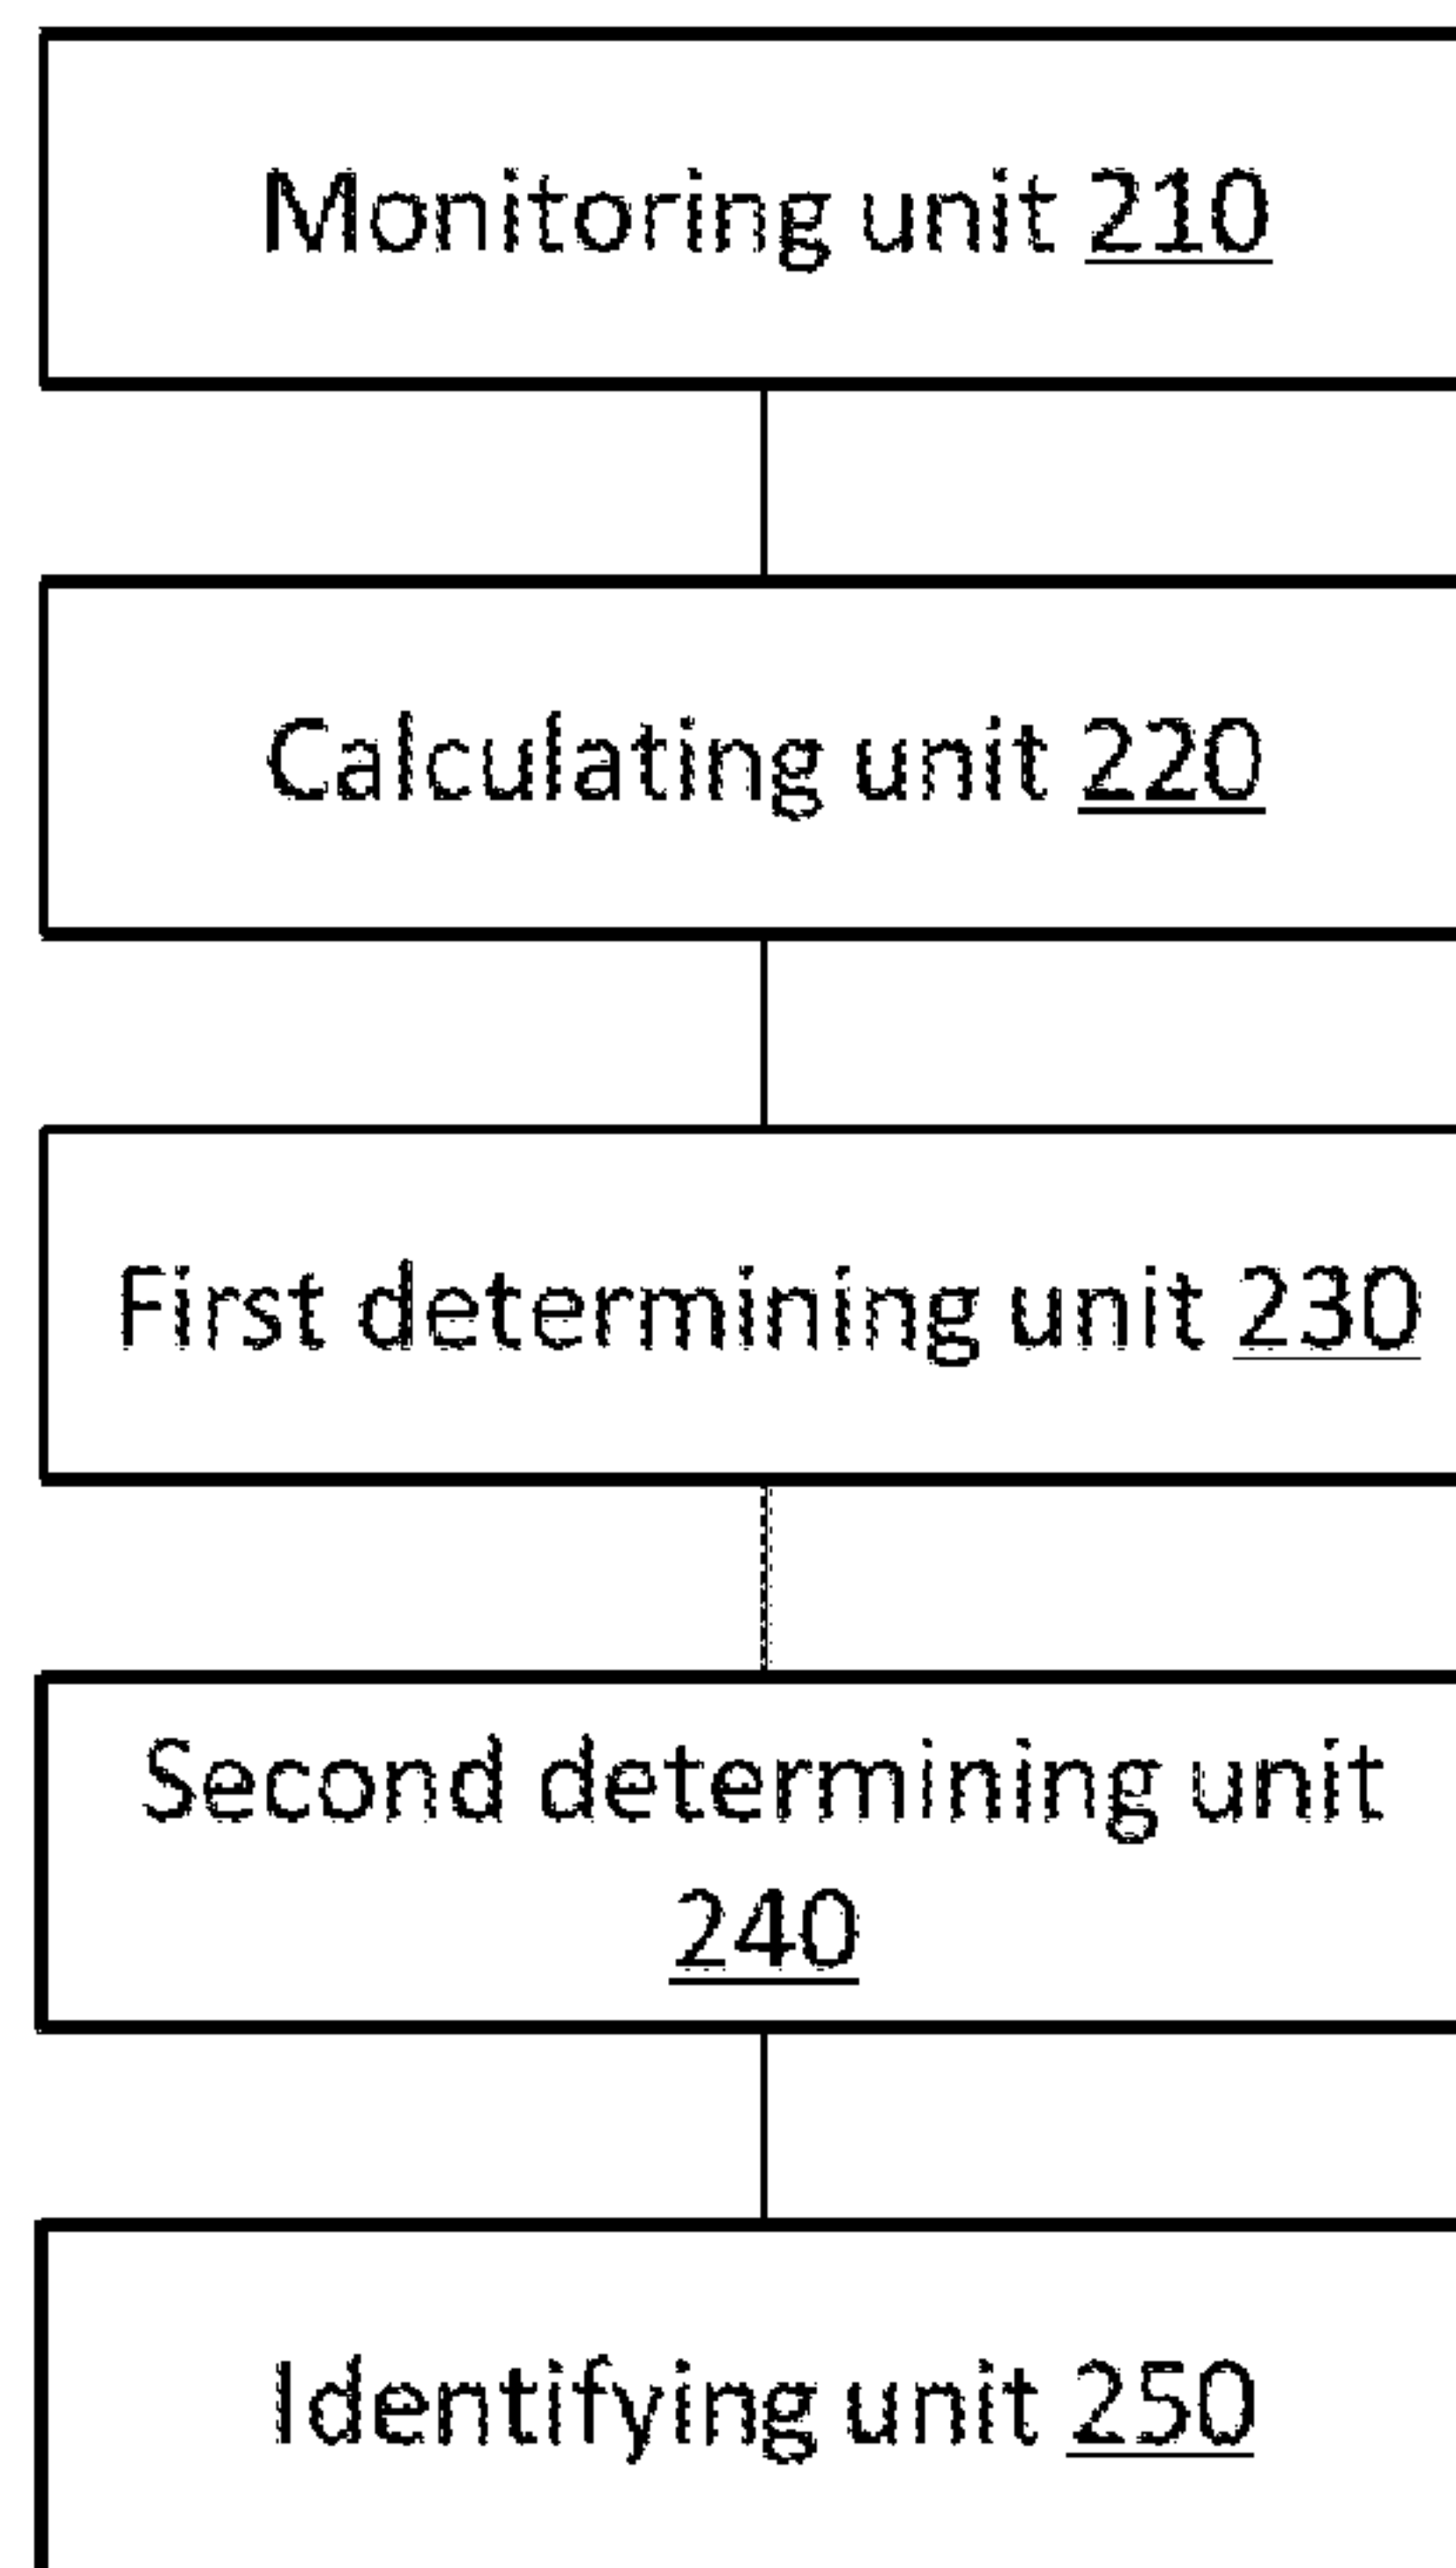 Monitoring unit 210
Calculating unit 220
First determining unit 230
Second determining unit
240
Identifying unit 250